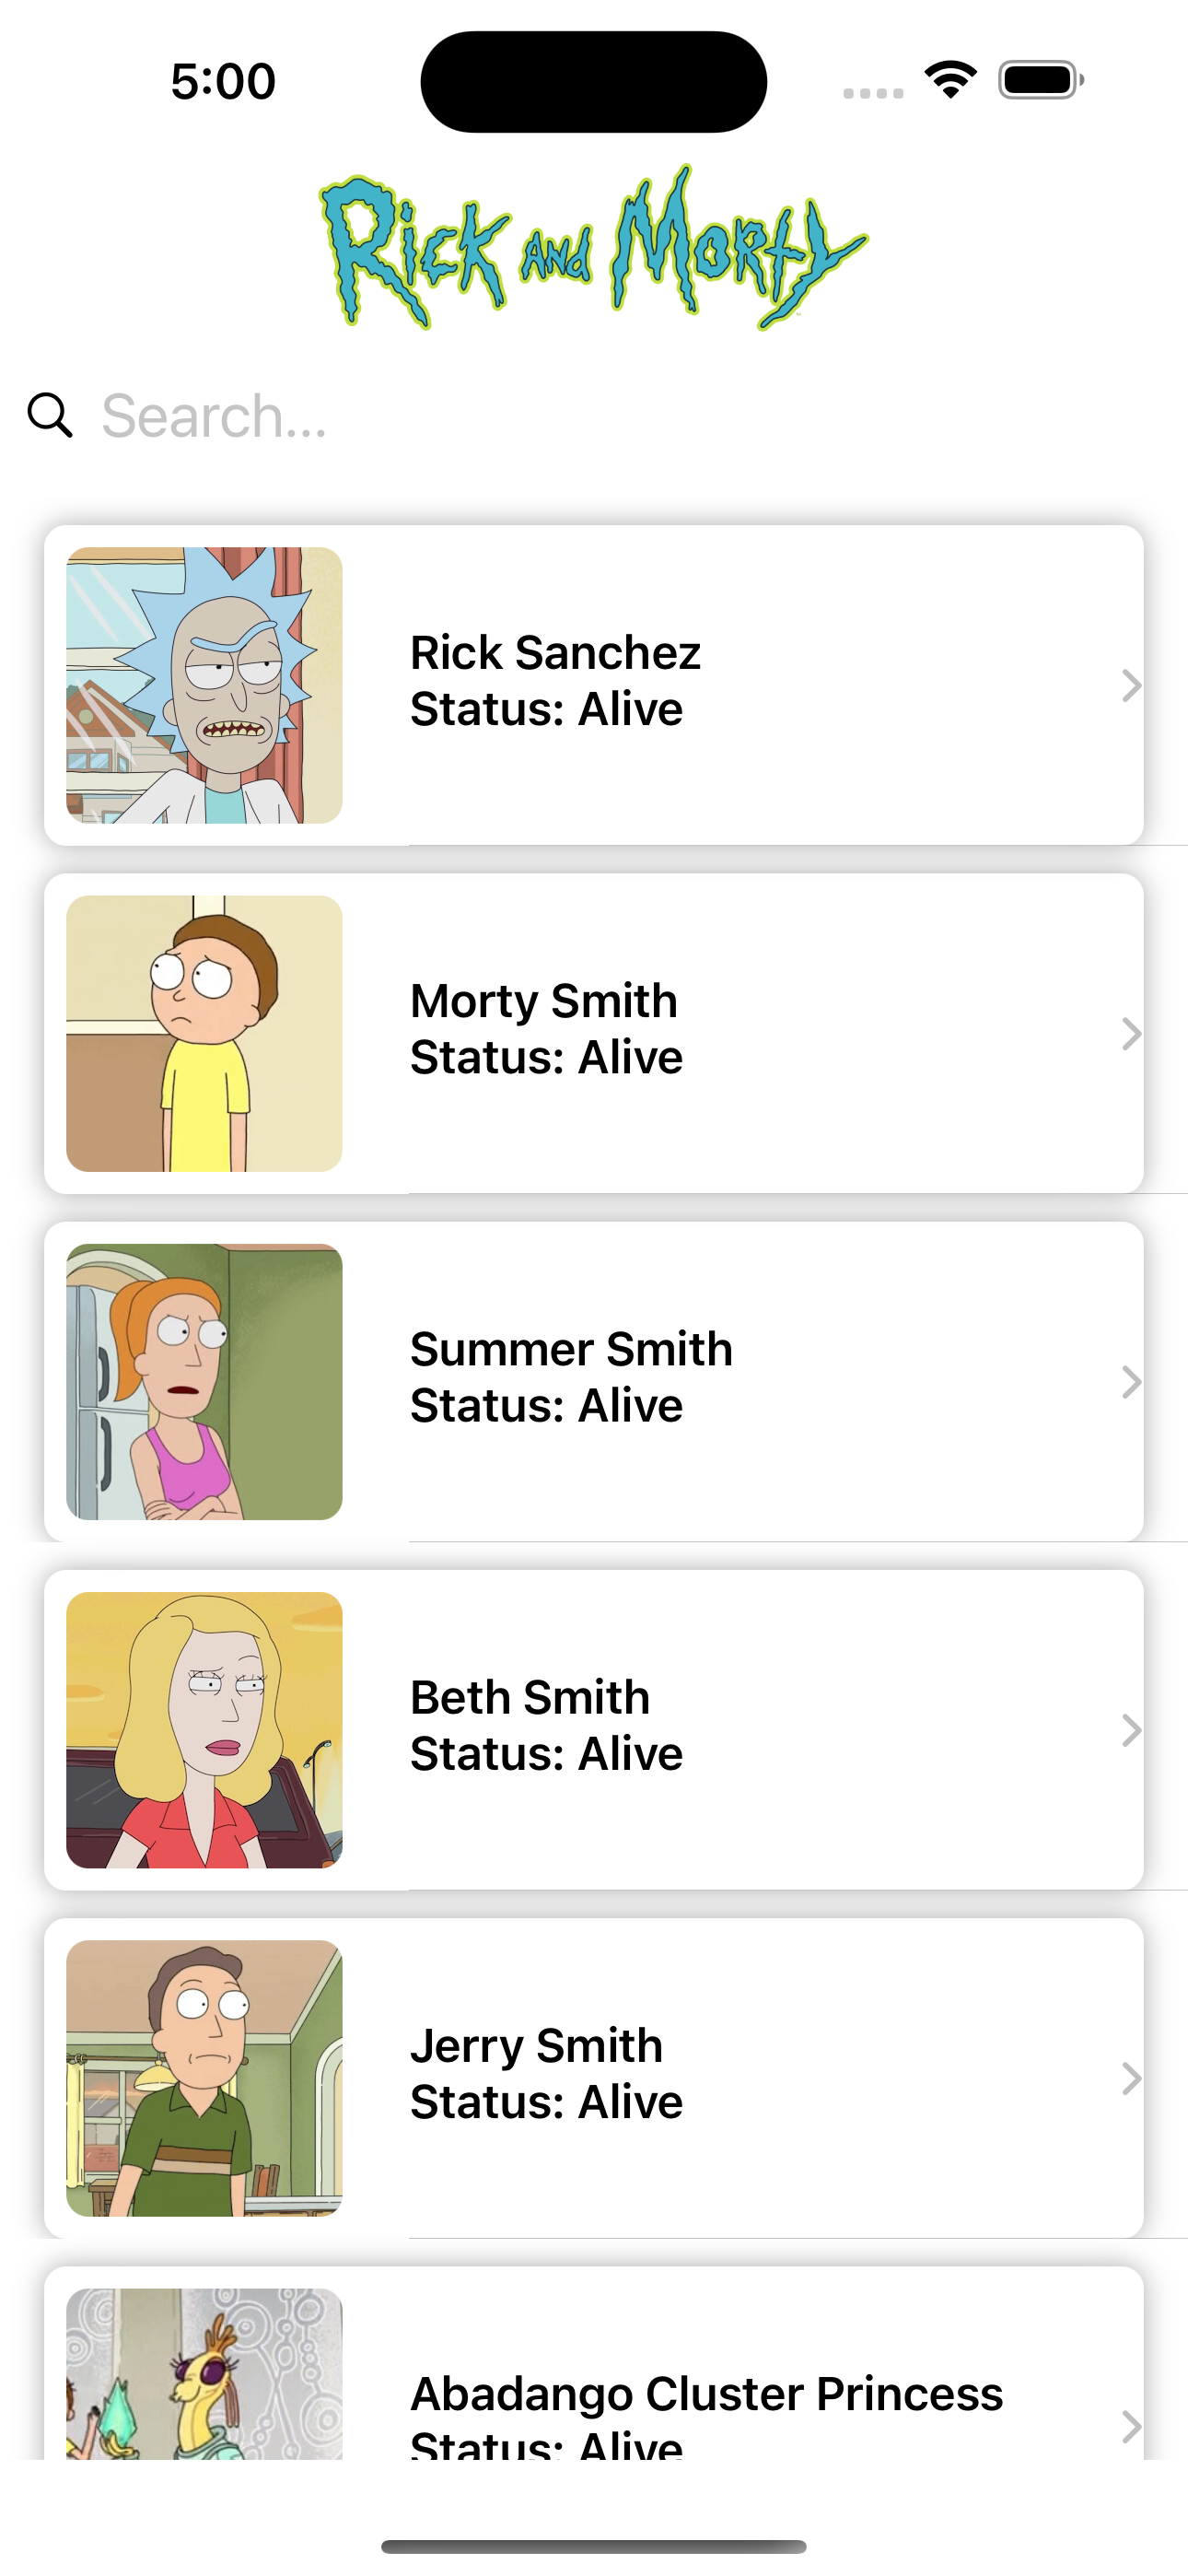 5:00
Rick and Morty
Search...
Rick Sanchez
Status: Alive
Morty Smith
Status: Alive
Summer Smith
Status: Alive
Beth Smith
Status: Alive
Jerry Smith
Status: Alive
Abadango Cluster Princess
Status: Alive